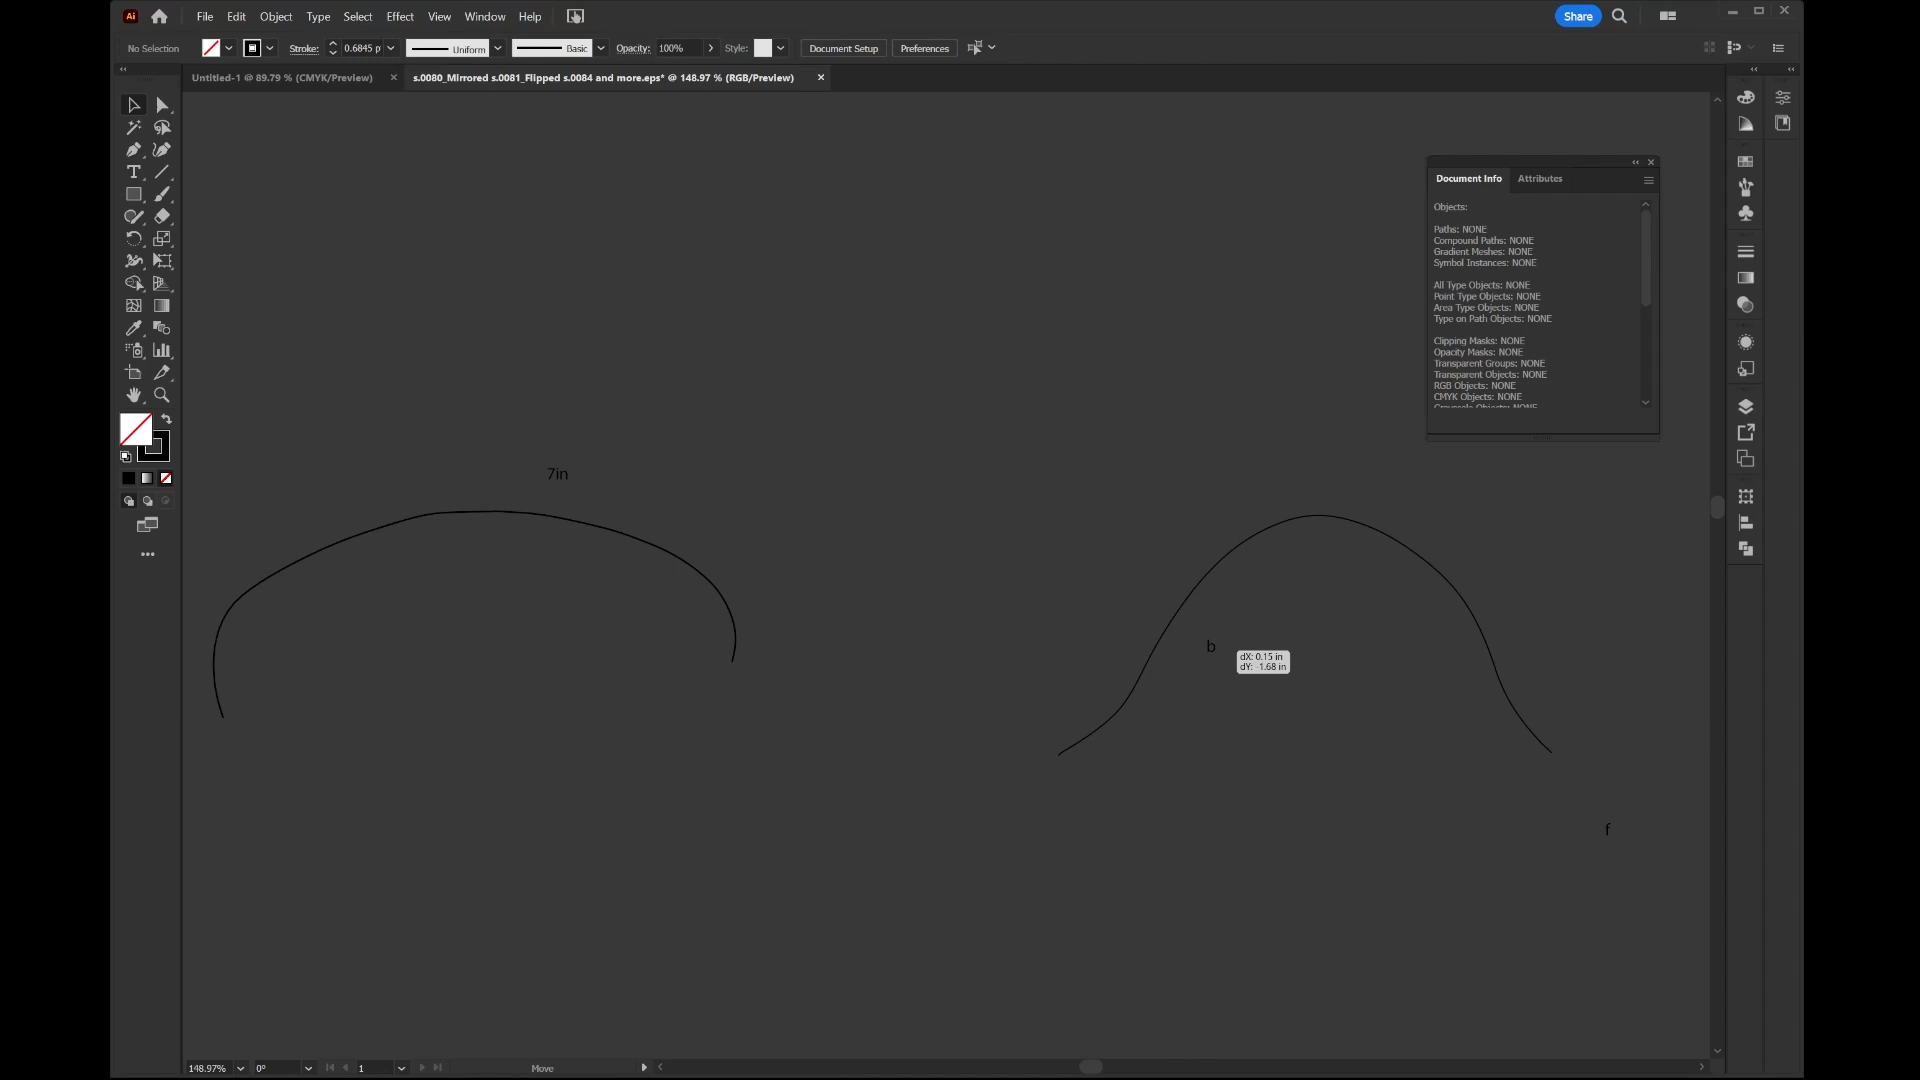 Ai File Edit Object Type Select Effect View Window Help Share
No Selection Stroke: 0.6845 p Uniform Basic Opacity: 100% Style: Document Setup Preferences
Untitled-1 @ 89.79 % (CMYK/Preview) s.0080_Mirrored s.0081_Flipped s.0084 and more.eps* @ 148.97 % (RGB/Preview)
Document Info Attributes
Objects:
Paths: NONE
Compound Paths: NONE
Gradient Meshes: NONE
Symbol Instances: NONE
All Type Objects: NONE
Point Type Objects: NONE
Area Type Objects: NONE
Type on Path Objects: NONE
Clipping Masks: NONE
Opacity Masks: NONE
Transparent Groups: NONE
Transparent Objects: NONE
RGB Objects: NONE
CMYK Objects: NONE
Grayscale Objects: NONE
7in
b
dX: 0.15 in
dY: -1.68 in
f
148.97% 0° 1 Move